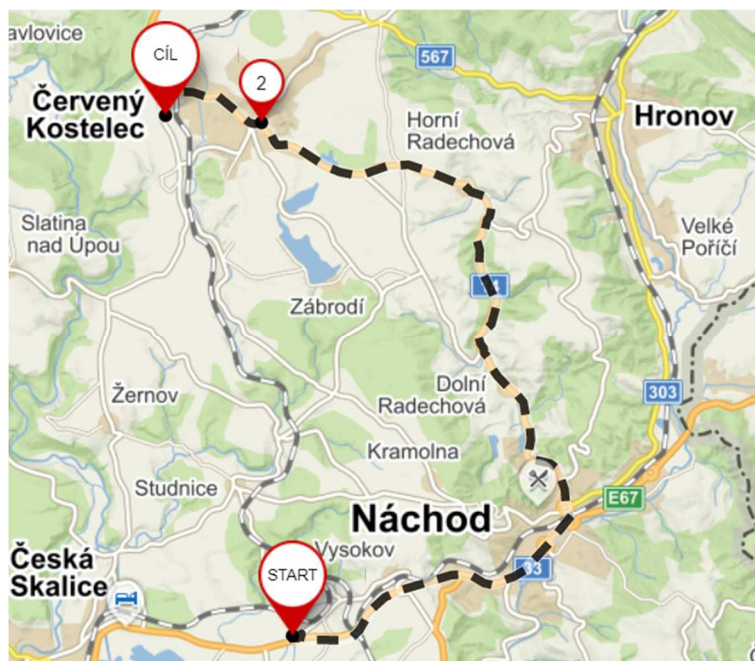 avlovice
CÍL
2
567
Červený
Kostelec
Horní
Radechová
Hronov
Slatina
nad Úpou
Velké
Poříčí
Zábrodí
303
Žernov
Dolní
Radechová
Kramolna
Studnice
E67
Náchod
Vysokov
33
Česká
Skalice
START